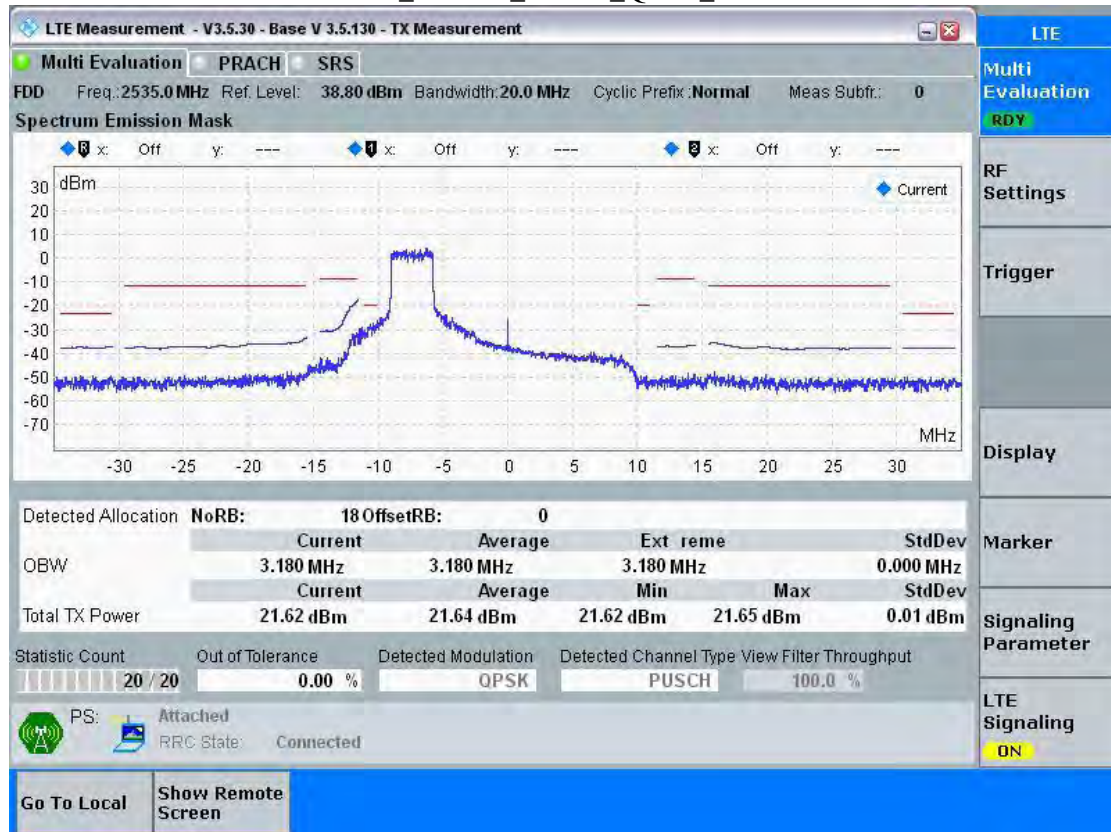 LTE Measurement - V3.5.30 - Base V 3.5.130 - TX Measurement
LTE
Multi Evaluation PRACH SRS
FDD Freq.:2535.0 MHz Ref. Level: 38.80 dBm Bandwidth:20.0 MHz Cyclic Prefix :Normal Meas Subfr.: 0
Spectrum Emission Mask
R x: Off y: --- 1 x: Off y: --- 2 x: Off y: ---
dBm
Current
30
20
10
0
-10
-20
-30
-40
-50
-60
-70
MHz
-30 -25 -20 -15 -10 -5 0 5 10 15 20 25 30
Detected Allocation NoRB: 18 OffsetRB: 0
Current Average Ext reme StdDev
OBW 3.180 MHz 3.180 MHz 3.180 MHz 0.000 MHz
Current Average Min Max StdDev
Total TX Power 21.62 dBm 21.64 dBm 21.62 dBm 21.65 dBm 0.01 dBm
Statistic Count Out of Tolerance Detected Modulation Detected Channel Type View Filter Throughput
20 / 20 0.00 % QPSK PUSCH 100.0 %
PS: Attached
RRC State: Connected
Multi
Evaluation
RDY
RF
Settings
Trigger
Display
Marker
Signaling
Parameter
LTE
Signaling
ON
Go To Local
Show Remote
Screen